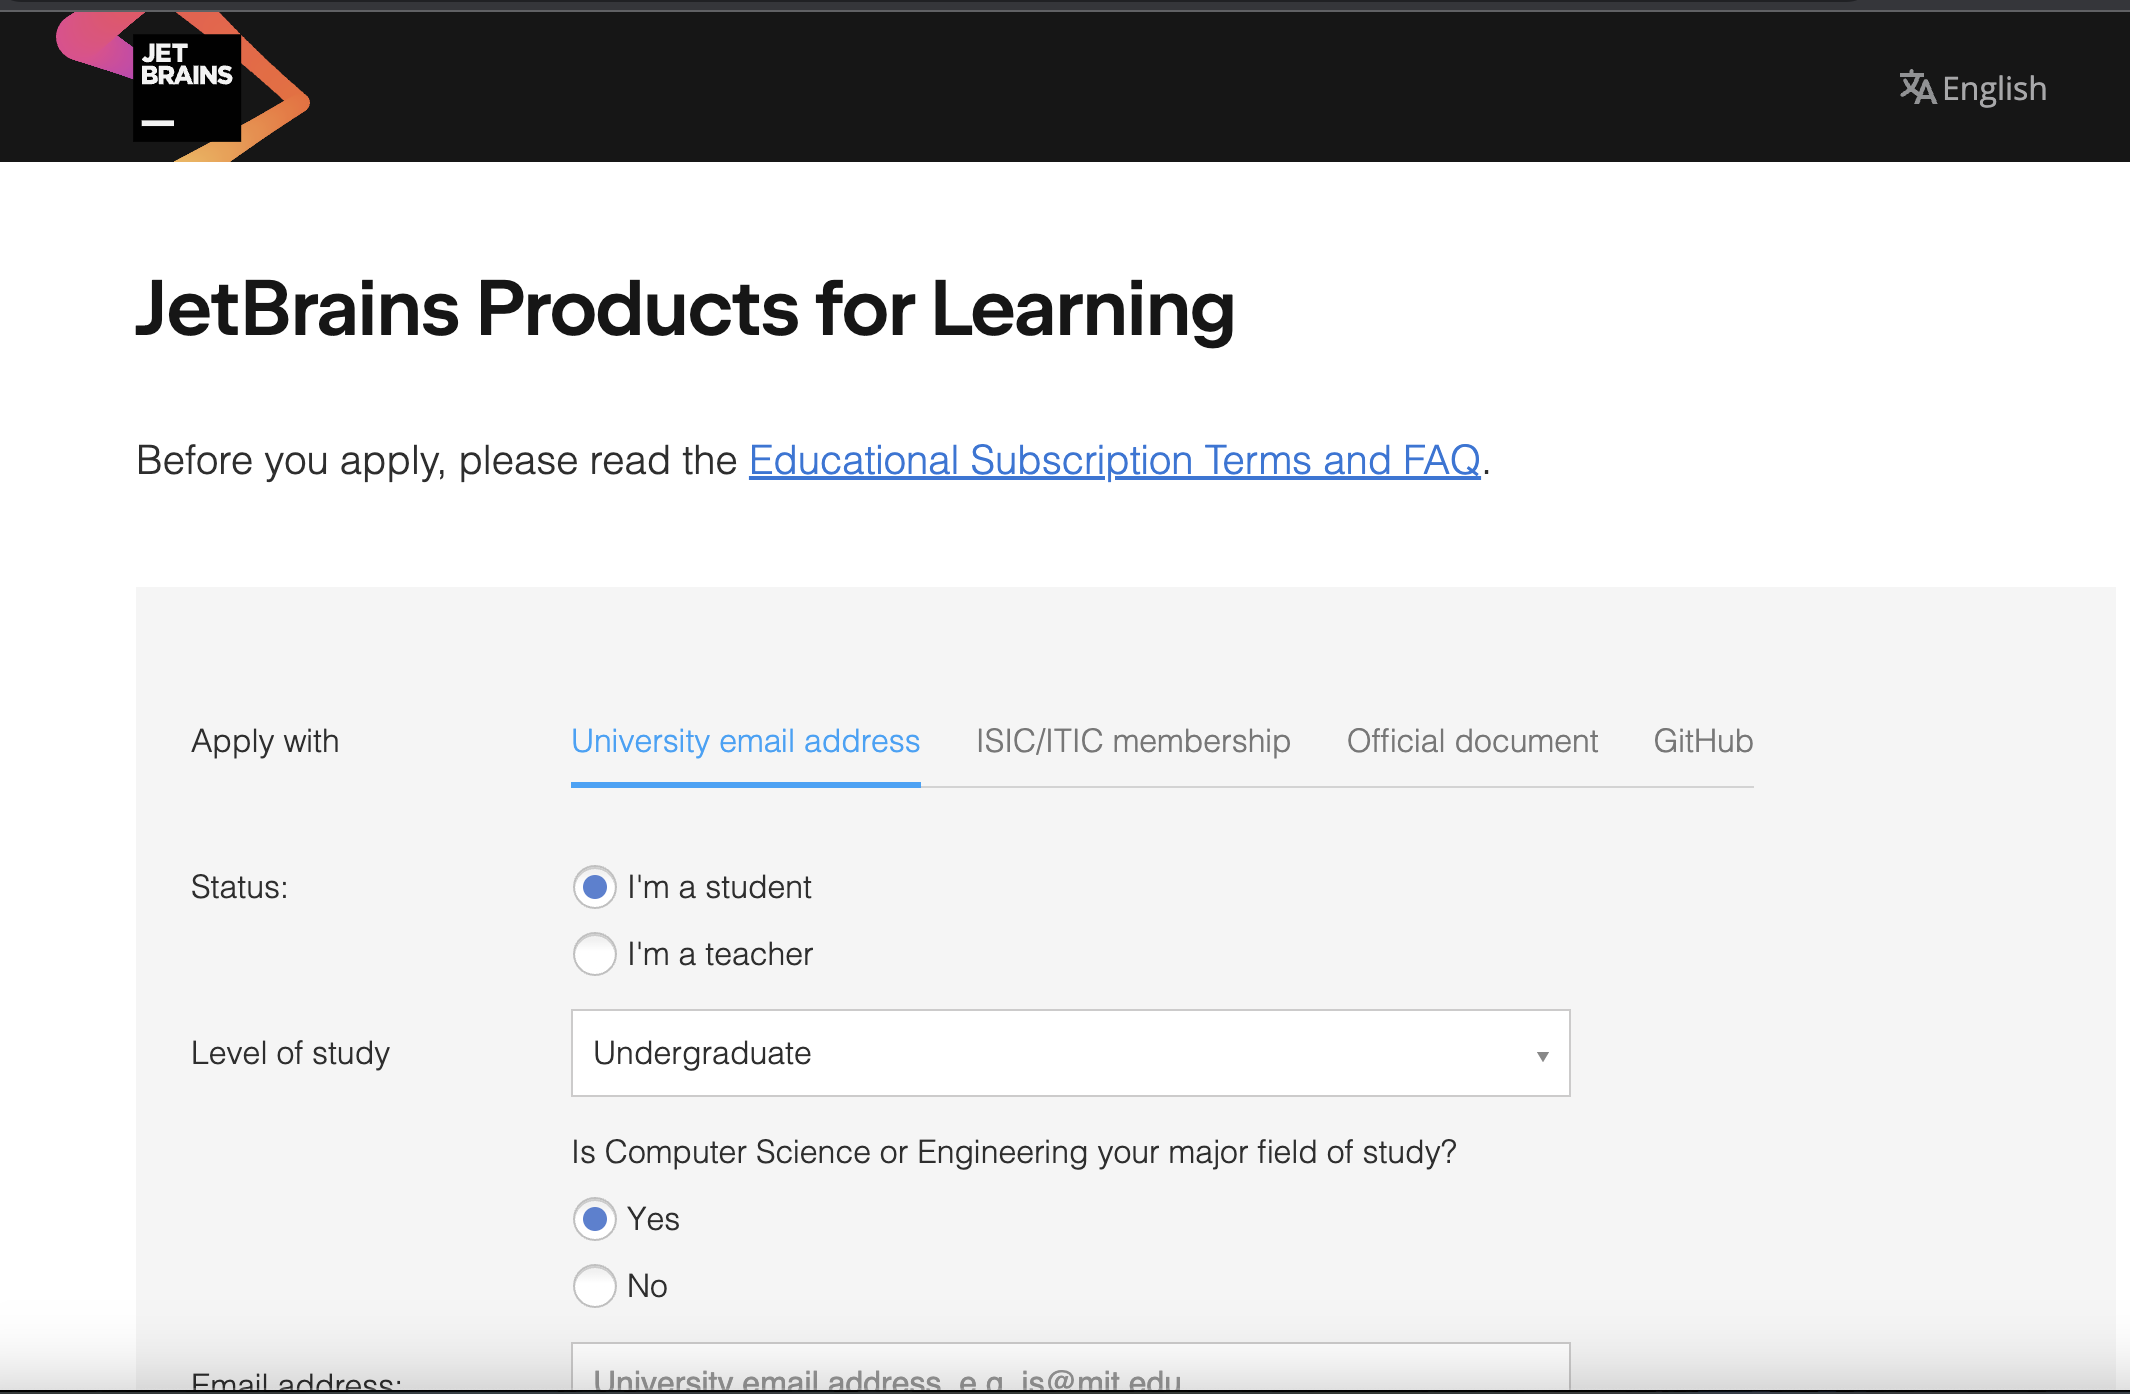 JET
BRAINS
English
JetBrains Products for Learning
Before you apply, please read the Educational Subscription Terms and FAQ.
Apply with University email address ISIC/ITIC membership Official document GitHub
Status: I'm a student
I'm a teacher
Level of study Undergraduate
Is Computer Science or Engineering your major field of study?
Yes
No
Email address: University email address, e.g. js@mit.edu